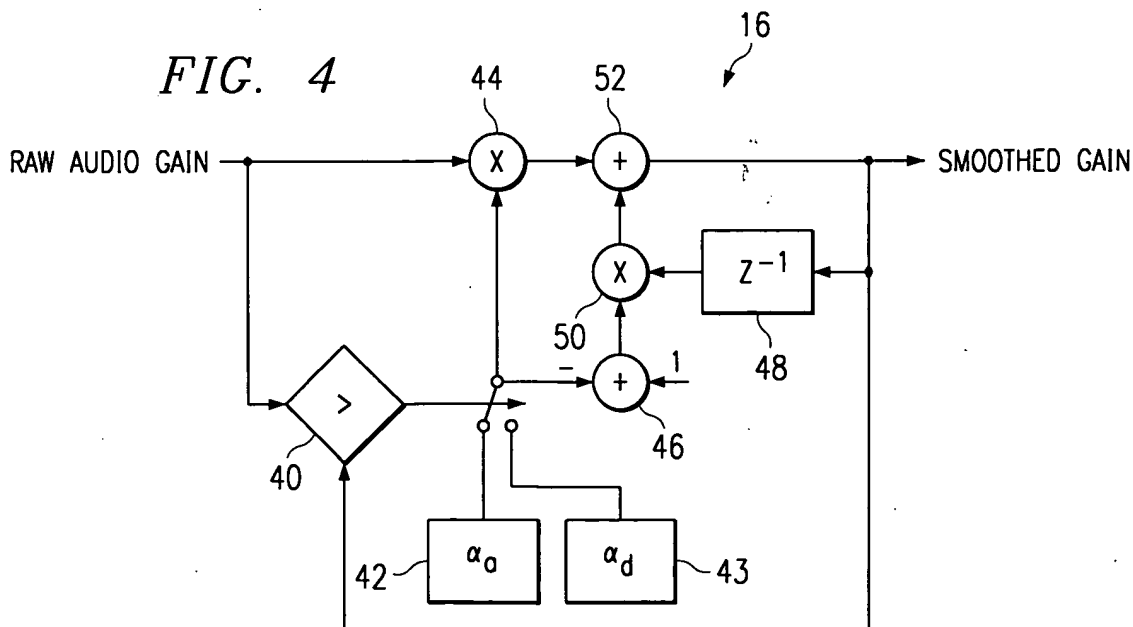 FIG. 4
16
44
52
RAW AUDIO GAIN
X
+
SMOOTHED GAIN
X
Z⁻¹
50
48
−
+
1
>
40
46
42
αₐ
α_d
43